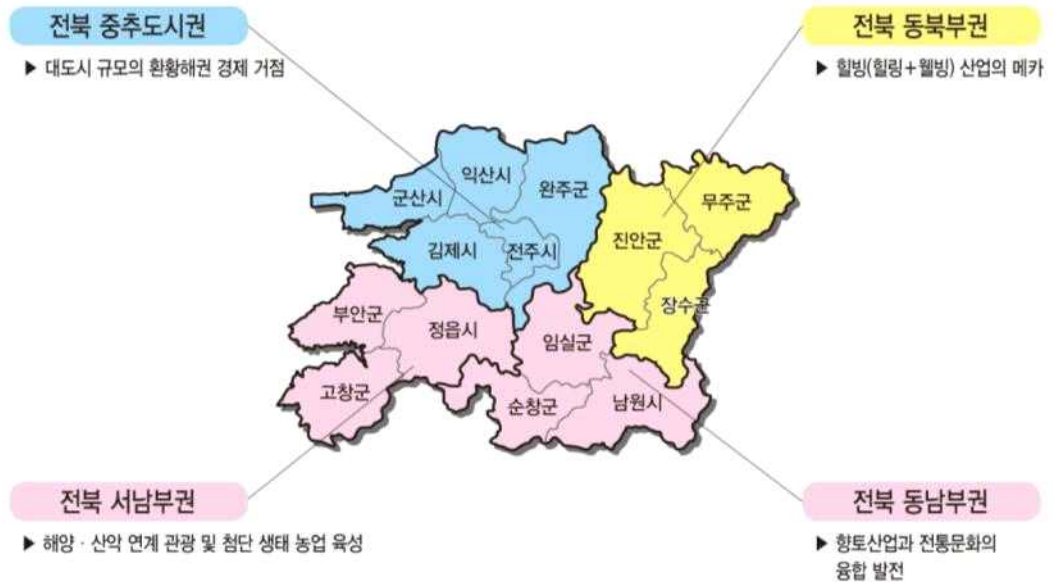 전북 중추도시권
▶ 대도시 규모의 환황해권 경제 거점
전북 동북부권
▶ 힐빙(힐링+웰빙) 산업의 메카
익산시
군산시
완주군
무주군
진안군
김제시
전주시
장수군
부안군
정읍시
임실군
고창군
순창군
남원시
전북 서남부권
▶ 해양 · 산악 연계 관광 및 첨단 생태 농업 육성
전북 동남부권
▶ 향토산업과 전통문화의
융합 발전